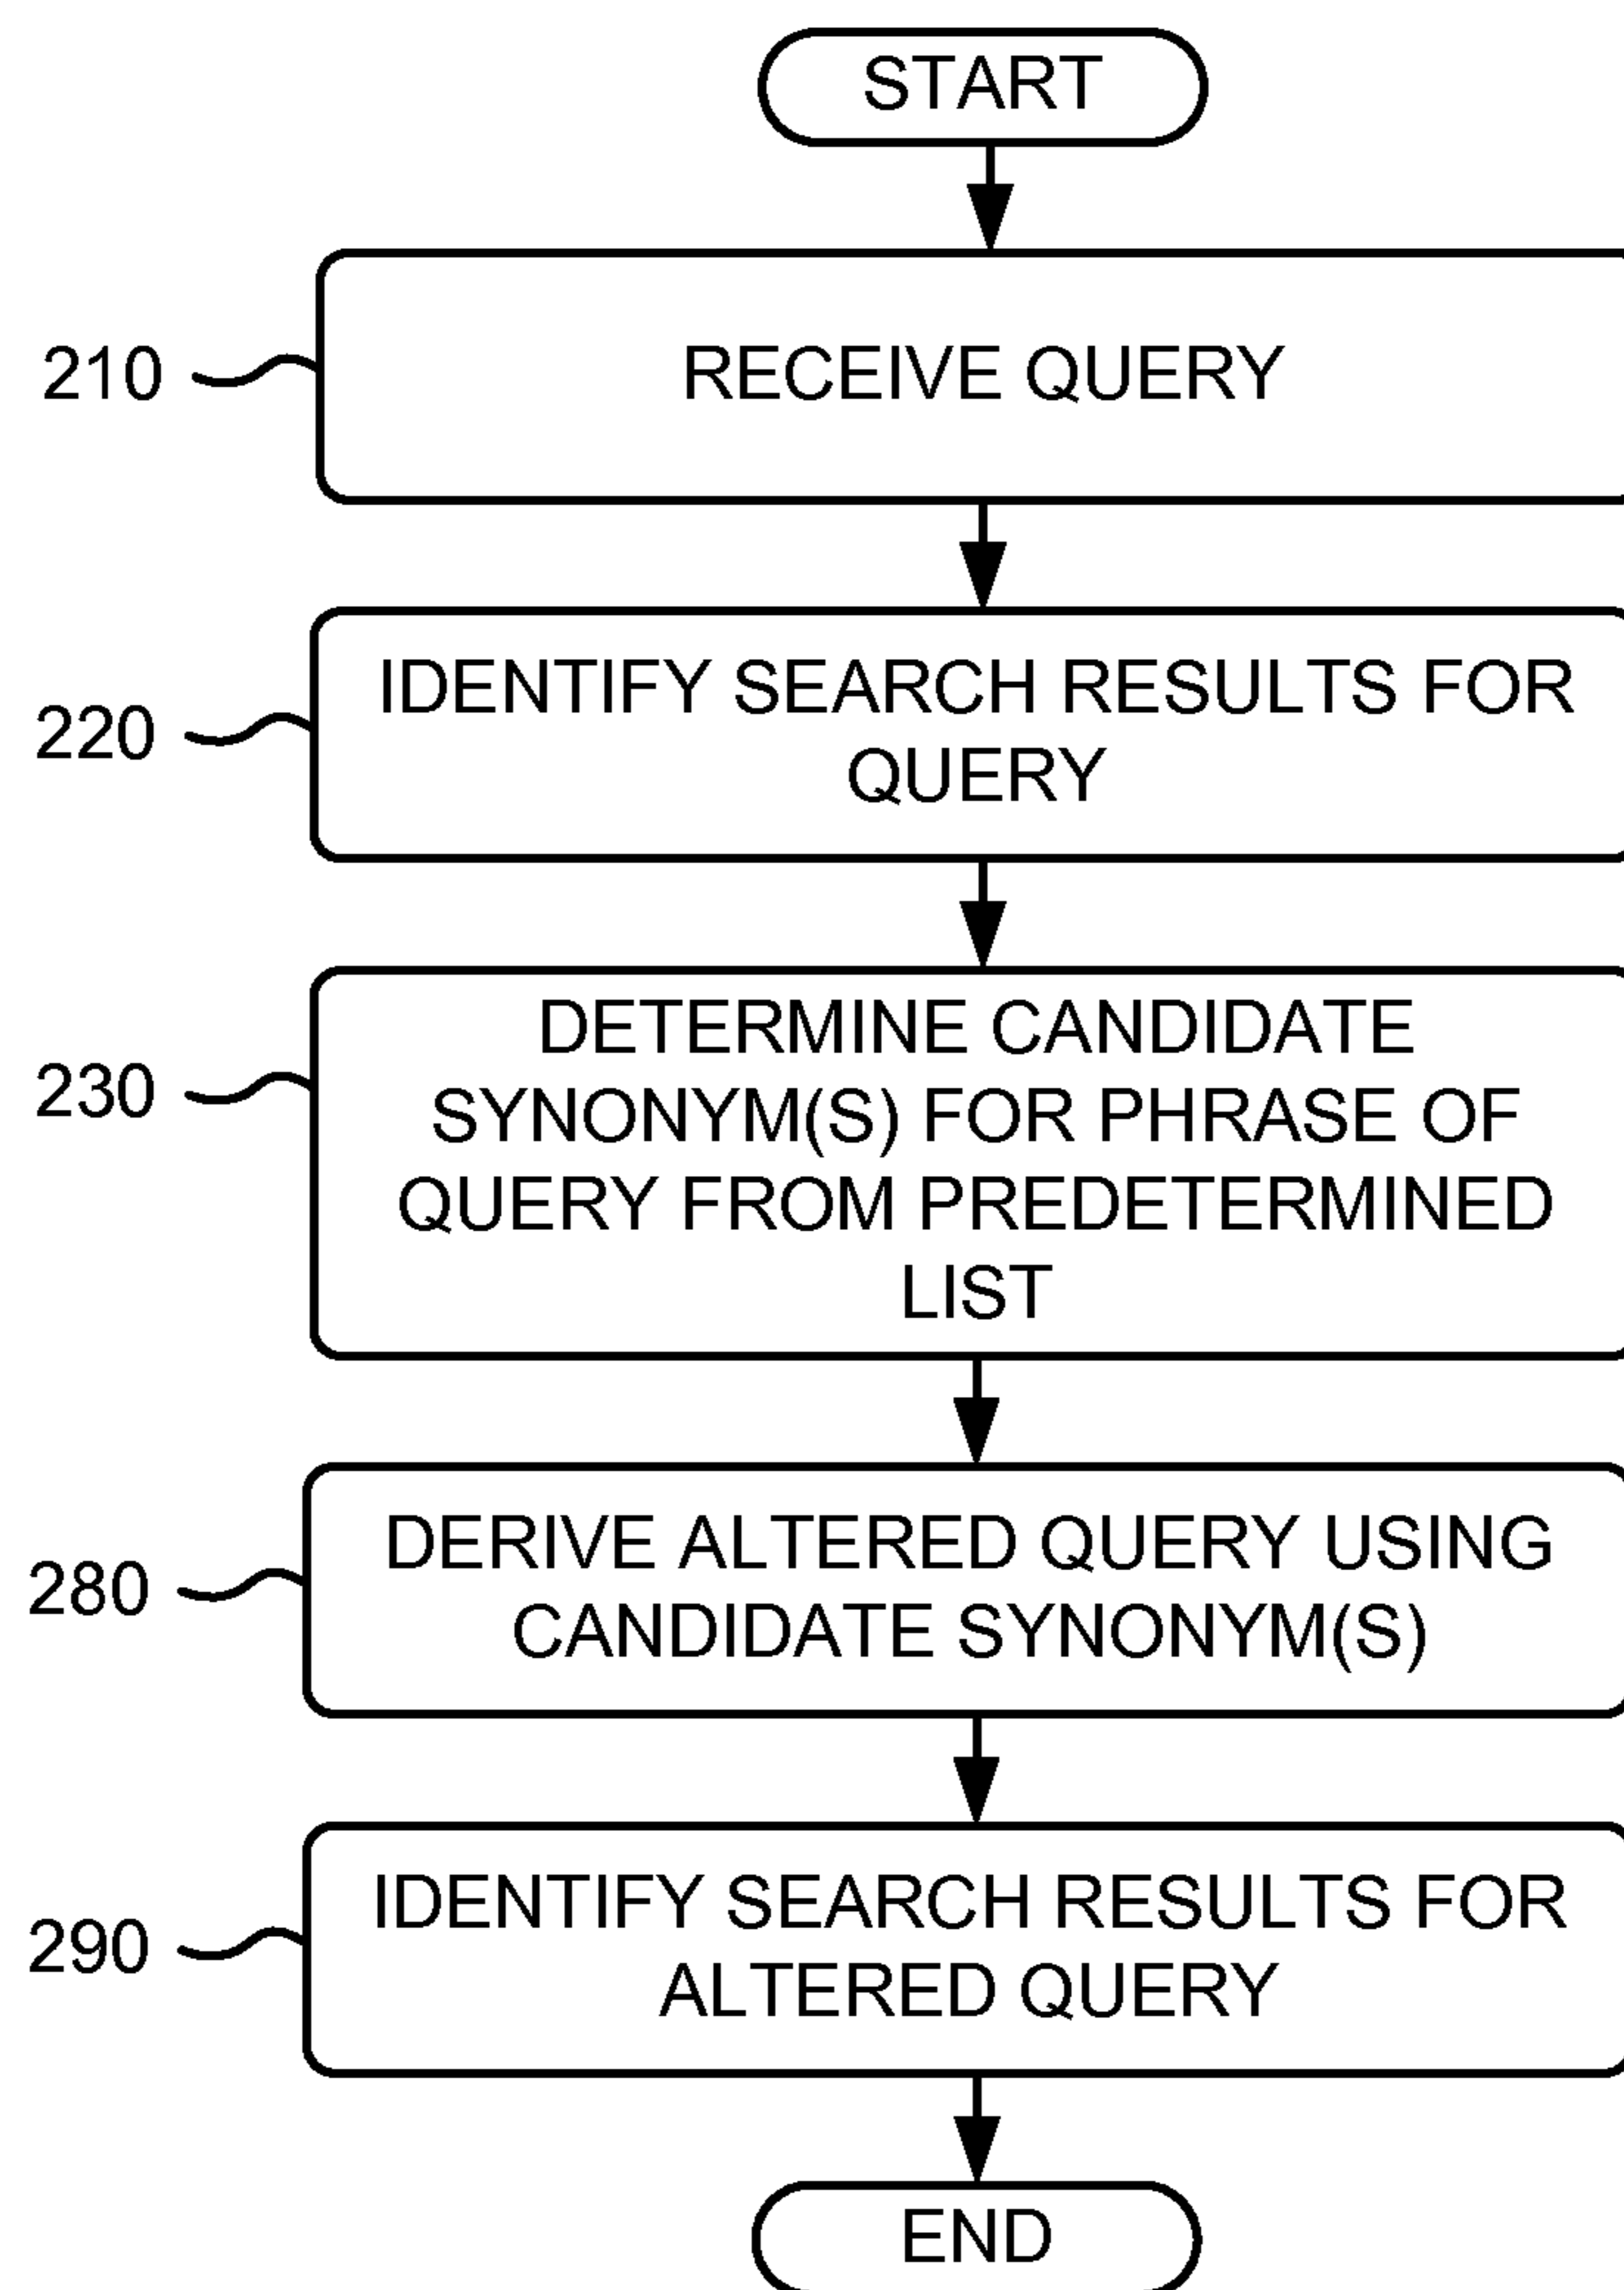 START
210
RECEIVE QUERY
220
IDENTIFY SEARCH RESULTS FOR
QUERY
230
DETERMINE CANDIDATE
SYNONYM(S) FOR PHRASE OF
QUERY FROM PREDETERMINED
LIST
280
DERIVE ALTERED QUERY USING
CANDIDATE SYNONYM(S)
290
IDENTIFY SEARCH RESULTS FOR
ALTERED QUERY
END